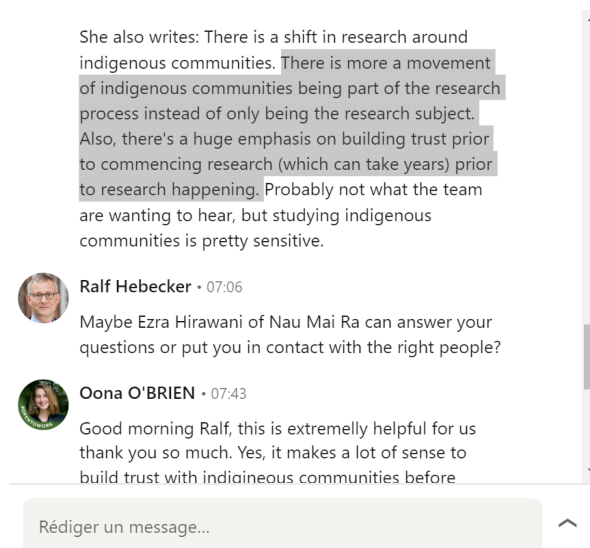 She also writes: There is a shift in research around
indigenous communities. There is more a movement
of indigenous communities being part of the research
process instead of only being the research subject.
Also, there's a huge emphasis on building trust prior
to commencing research (which can take years) prior
to research happening. Probably not what the team
are wanting to hear, but studying indigenous
communities is pretty sensitive.
Ralf Hebecker • 07:06
Maybe Ezra Hirawani of Nau Mai Ra can answer your
questions or put you in contact with the right people?
Oona O'BRIEN • 07:43
Good morning Ralf, this is extremelly helpful for us
thank you so much. Yes, it makes a lot of sense to
build trust with indigineous communities before
Rédiger un message...